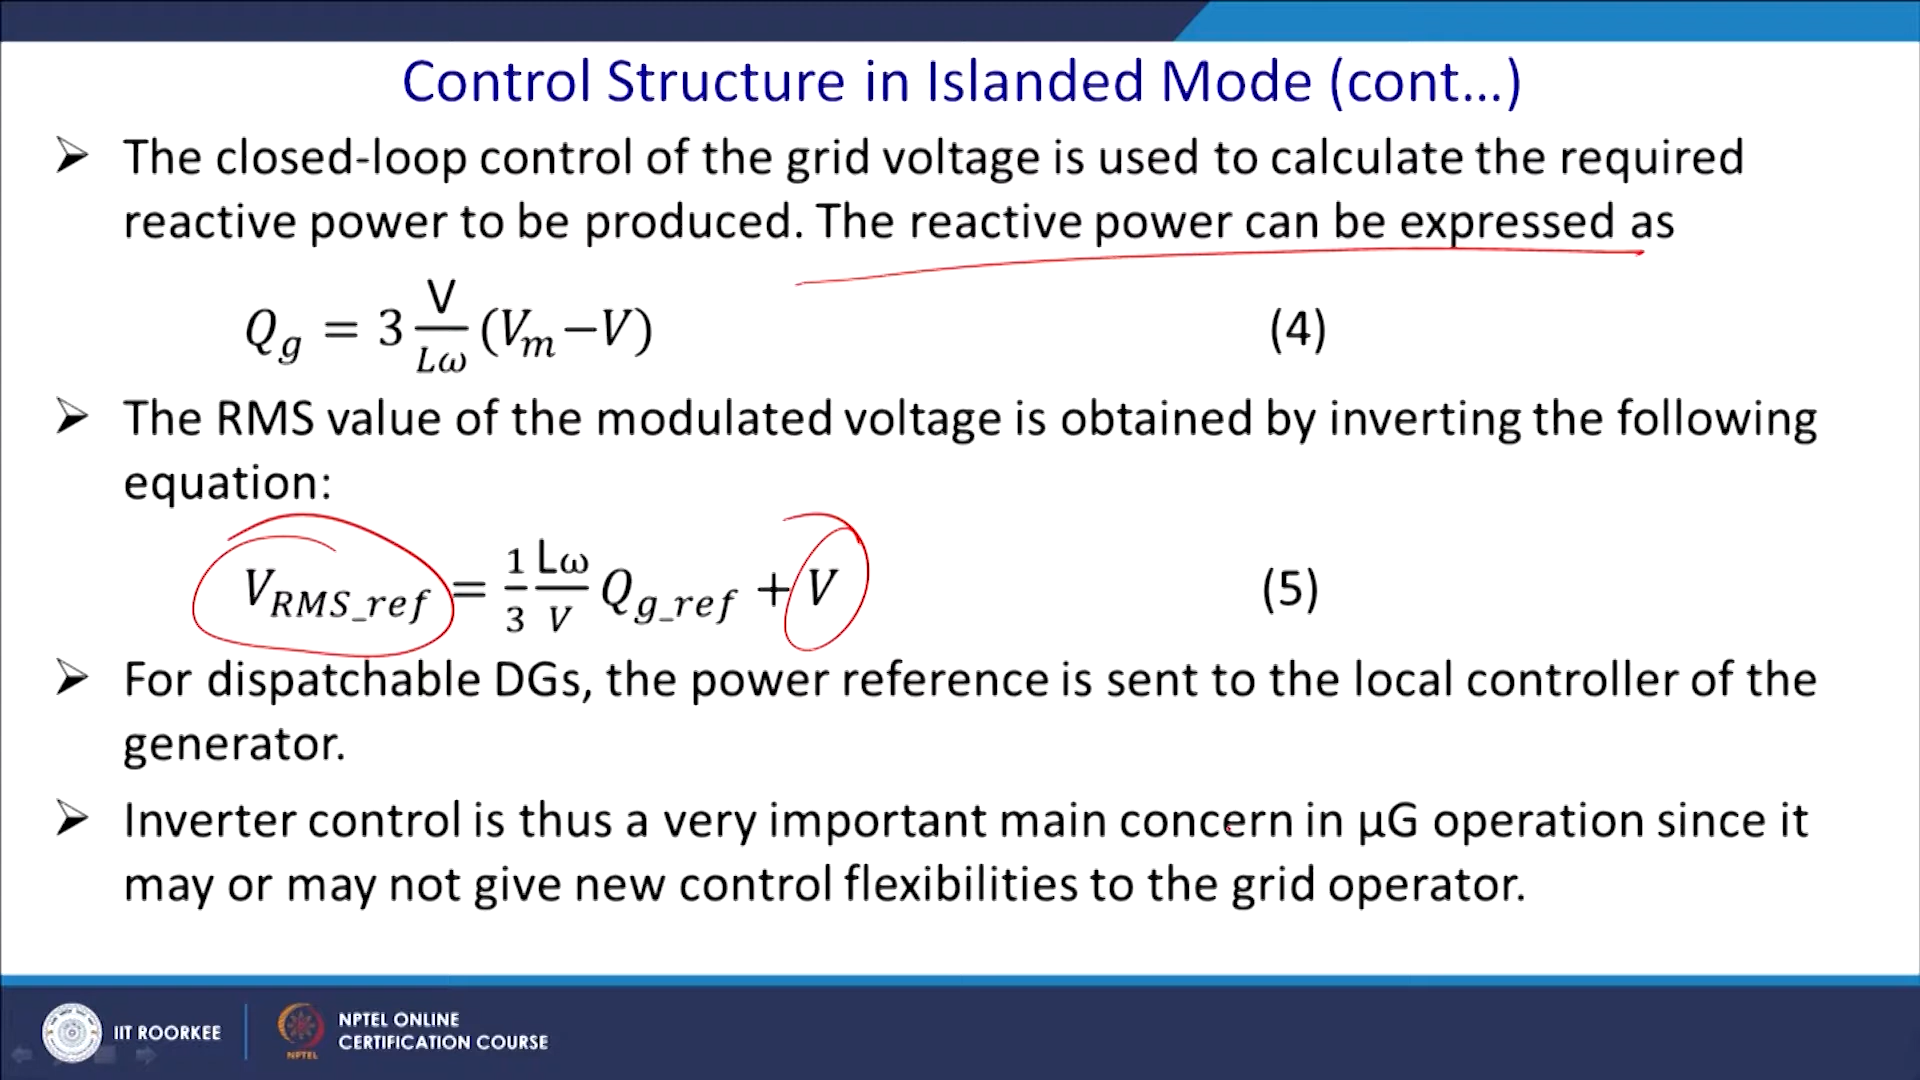 Control Structure in Islanded Mode (cont...)
➢ The closed-loop control of the grid voltage is used to calculate the required
reactive power to be produced. The reactive power can be expressed as
Q_g = 3 V/Lω (V_m−V) (4)
➢ The RMS value of the modulated voltage is obtained by inverting the following
equation:
V_RMS_ref = 1/3 Lω/V Q_g_ref + V (5)
➢ For dispatchable DGs, the power reference is sent to the local controller of the
generator.
➢ Inverter control is thus a very important main concern in µG operation since it
may or may not give new control flexibilities to the grid operator.
IIT ROORKEE
NPTEL
NPTEL ONLINE
CERTIFICATION COURSE